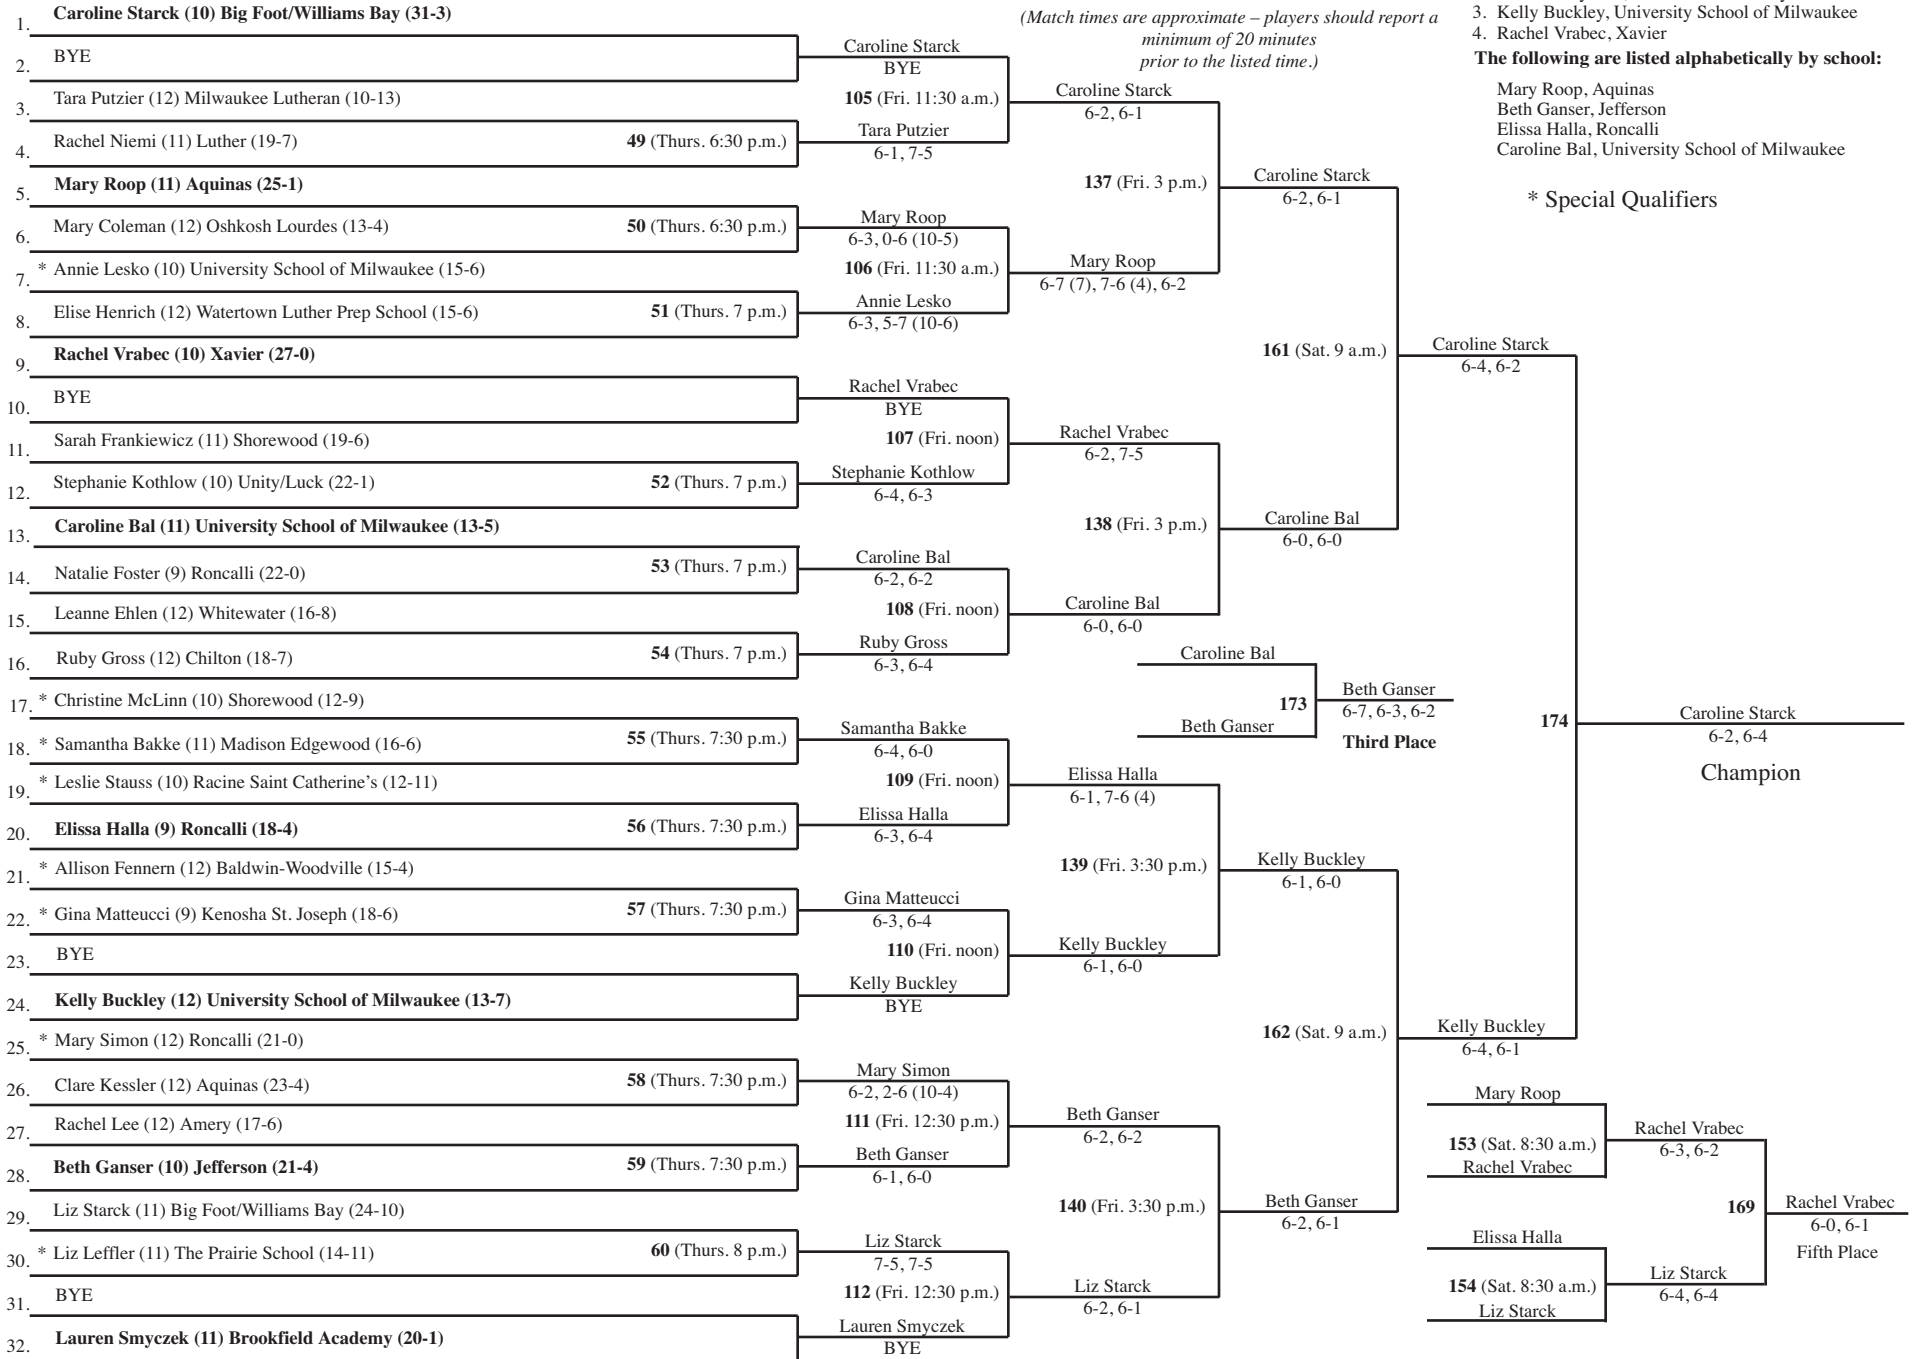 1. Caroline Starck (10) Big Foot/Williams Bay (31-3)
2. BYE
3. Tara Putzier (12) Milwaukee Lutheran (10-13)
4. Rachel Niemi (11) Luther (19-7)
49 (Thurs. 6:30 p.m.)
5. Mary Roop (11) Aquinas (25-1)
6. Mary Coleman (12) Oshkosh Lourdes (13-4)
50 (Thurs. 6:30 p.m.)
7. * Annie Lesko (10) University School of Milwaukee (15-6)
8. Elise Henrich (12) Watertown Luther Prep School (15-6)
51 (Thurs. 7 p.m.)
9. Rachel Vrabec (10) Xavier (27-0)
10. BYE
11. Sarah Frankiewicz (11) Shorewood (19-6)
12. Stephanie Kothlow (10) Unity/Luck (22-1)
52 (Thurs. 7 p.m.)
13. Caroline Bal (11) University School of Milwaukee (13-5)
14. Natalie Foster (9) Roncalli (22-0)
53 (Thurs. 7 p.m.)
15. Leanne Ehlen (12) Whitewater (16-8)
16. Ruby Gross (12) Chilton (18-7)
54 (Thurs. 7 p.m.)
17. * Christine McLinn (10) Shorewood (12-9)
18. * Samantha Bakke (11) Madison Edgewood (16-6)
55 (Thurs. 7:30 p.m.)
19. * Leslie Stauss (10) Racine Saint Catherine's (12-11)
20. Elissa Halla (9) Roncalli (18-4)
56 (Thurs. 7:30 p.m.)
21. * Allison Fennern (12) Baldwin-Woodville (15-4)
22. * Gina Matteucci (9) Kenosha St. Joseph (18-6)
57 (Thurs. 7:30 p.m.)
23. BYE
24. Kelly Buckley (12) University School of Milwaukee (13-7)
25. * Mary Simon (12) Roncalli (21-0)
26. Clare Kessler (12) Aquinas (23-4)
58 (Thurs. 7:30 p.m.)
27. Rachel Lee (12) Amery (17-6)
28. Beth Ganser (10) Jefferson (21-4)
59 (Thurs. 7:30 p.m.)
29. Liz Starck (11) Big Foot/Williams Bay (24-10)
30. * Liz Leffler (11) The Prairie School (14-11)
60 (Thurs. 8 p.m.)
31. BYE
32. Lauren Smyczek (11) Brookfield Academy (20-1)
Caroline Starck
BYE
105 (Fri. 11:30 a.m.)
Tara Putzier
6-1, 7-5
Mary Roop
6-3, 0-6 (10-5)
106 (Fri. 11:30 a.m.)
Annie Lesko
6-3, 5-7 (10-6)
Rachel Vrabec
BYE
107 (Fri. noon)
Stephanie Kothlow
6-4, 6-3
Caroline Bal
6-2, 6-2
108 (Fri. noon)
Ruby Gross
6-3, 6-4
Samantha Bakke
6-4, 6-0
109 (Fri. noon)
Elissa Halla
6-3, 6-4
Gina Matteucci
6-3, 6-4
110 (Fri. noon)
Kelly Buckley
BYE
Mary Simon
6-2, 2-6 (10-4)
111 (Fri. 12:30 p.m.)
Beth Ganser
6-1, 6-0
Liz Starck
7-5, 7-5
112 (Fri. 12:30 p.m.)
Lauren Smyczek
BYE
(Match times are approximate – players should report a
minimum of 20 minutes
prior to the listed time.)
Caroline Starck
6-2, 6-1
137 (Fri. 3 p.m.)
Mary Roop
6-7 (7), 7-6 (4), 6-2
Rachel Vrabec
6-2, 7-5
138 (Fri. 3 p.m.)
Caroline Bal
6-0, 6-0
Elissa Halla
6-1, 7-6 (4)
139 (Fri. 3:30 p.m.)
Kelly Buckley
6-1, 6-0
Beth Ganser
6-2, 6-2
140 (Fri. 3:30 p.m.)
Liz Starck
6-2, 6-1
Caroline Starck
6-2, 6-1
161 (Sat. 9 a.m.)
Caroline Bal
6-0, 6-0
Kelly Buckley
6-1, 6-0
162 (Sat. 9 a.m.)
Beth Ganser
6-2, 6-1
Caroline Starck
6-4, 6-2
174
Kelly Buckley
6-4, 6-1
Caroline Starck
6-2, 6-4
Champion
Caroline Bal
173
Beth Ganser
Beth Ganser
6-7, 6-3, 6-2
Third Place
Mary Roop
153 (Sat. 8:30 a.m.)
Rachel Vrabec
Rachel Vrabec
6-3, 6-2
Elissa Halla
154 (Sat. 8:30 a.m.)
Liz Starck
Liz Starck
6-4, 6-4
169
Rachel Vrabec
6-0, 6-1
Fifth Place
3. Kelly Buckley, University School of Milwaukee
4. Rachel Vrabec, Xavier
The following are listed alphabetically by school:
Mary Roop, Aquinas
Beth Ganser, Jefferson
Elissa Halla, Roncalli
Caroline Bal, University School of Milwaukee
* Special Qualifiers